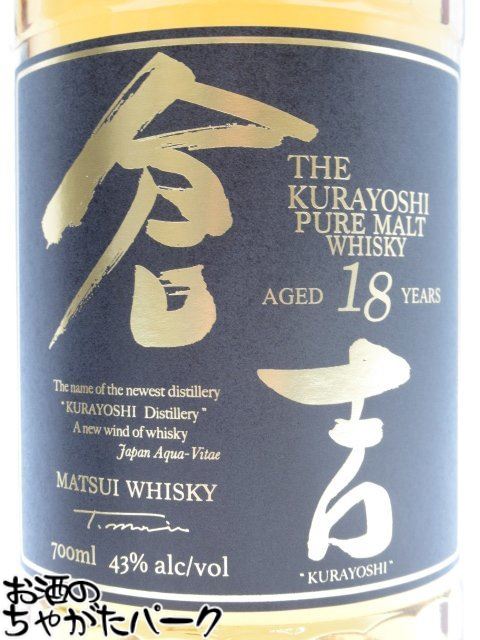 倉吉
THE
KURAYOSHI
PURE MALT
WHISKY
AGED 18 YEARS
The name of the newest distillery
"KURAYOSHI Distillery"
A new wind of whisky
Japan Aqua-Vitae
MATSUI WHISKY
700ml 43% alc/vol
"KURAYOSHI"
お酒の
ちゃがたパーク